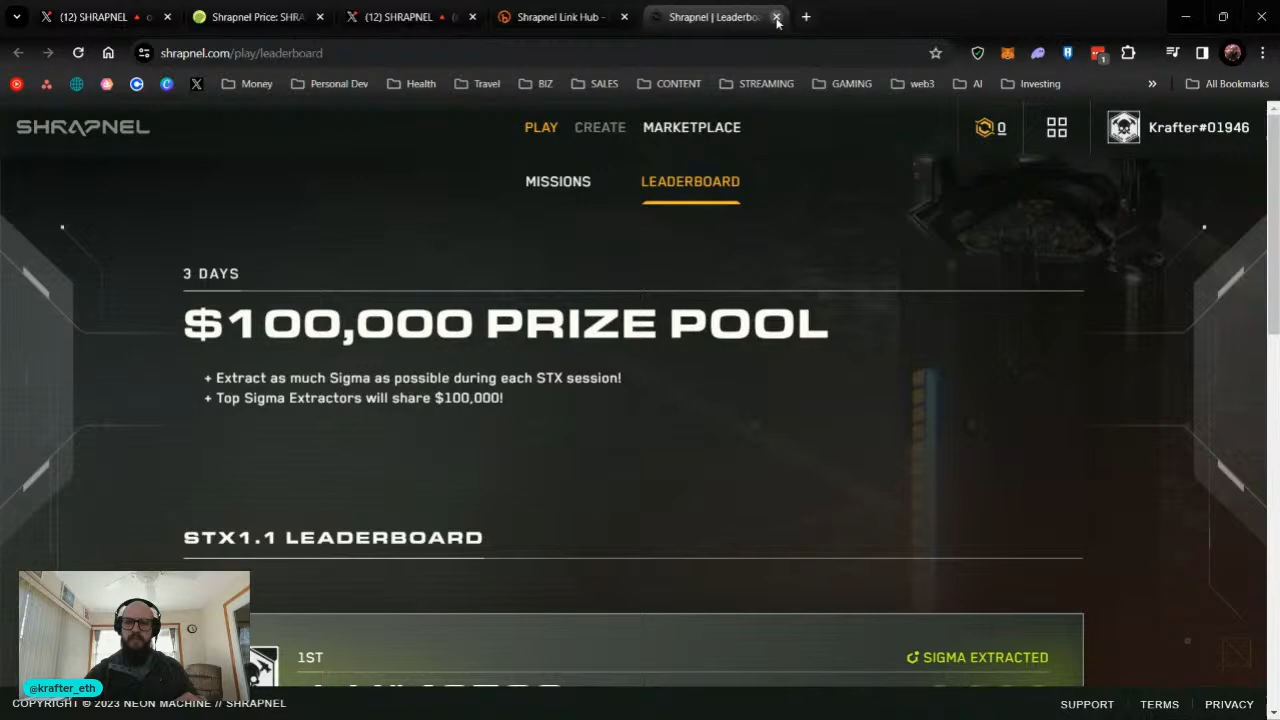 (12) SHRAPNEL
Shrapnel Price: SHRA
(12) SHRAPNEL
Shrapnel Link Hub -
Shrapnel | Leaderbo
shrapnel.com/play/leaderboard
1
Money
Personal Dev
Health
Travel
BIZ
SALES
CONTENT
STREAMING
GAMING
web3
AI
Investing
All Bookmarks
SHRAPNEL
PLAY
CREATE
MARKETPLACE
0
Krafter#01946
MISSIONS
LEADERBOARD
3 DAYS
$100,000 PRIZE POOL
+ Extract as much Sigma as possible during each STX session!
+ Top Sigma Extractors will share $100,000!
STX1.1 LEADERBOARD
1ST
SIGMA EXTRACTED
@krafter_eth
COPYRIGHT © 2023 NEON MACHINE // SHRAPNEL
SUPPORT
TERMS
PRIVACY